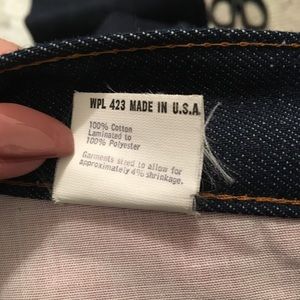 WPL 423 MADE IN U.S.A.
100% Cotton
Laminated to
100% Polyester
Garments sized to allow for
approximately 4% shrinkage.